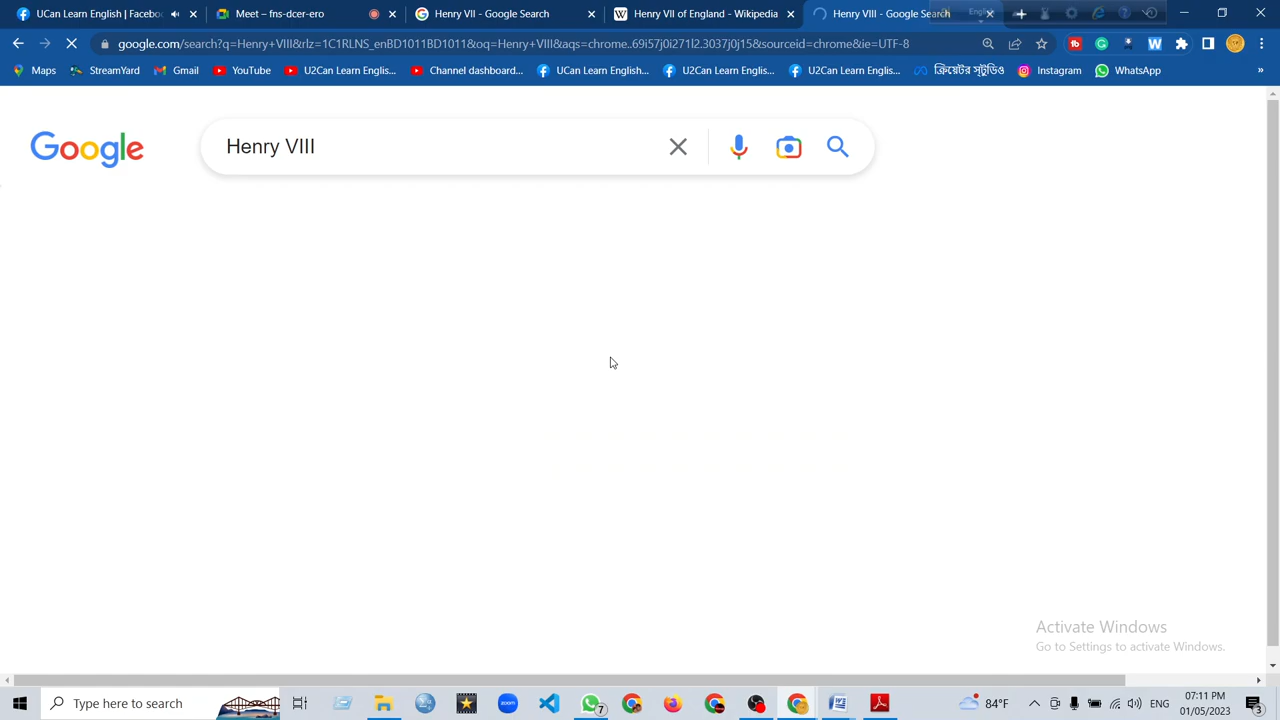 UCan Learn English | Facebo
Meet – fns-dcer-ero
Henry VII - Google Search
Henry VII of England - Wikipedia
Henry VIII - Google Search
English
google.com/search?q=Henry+VIII&rlz=1C1RLNS_enBD1011BD1011&oq=Henry+VIII&aqs=chrome..69i57j0i271l2.3037j0j15&sourceid=chrome&ie=UTF-8
Maps
StreamYard
Gmail
YouTube
U2Can Learn Englis...
Channel dashboard...
UCan Learn English...
U2Can Learn Englis...
U2Can Learn Englis...
ক্রিয়েটর স্টুডিও
Instagram
WhatsApp
»
Google
Henry VIII
Activate Windows
Go to Settings to activate Windows.
Type here to search
zoom
7
84°F
ENG
07:11 PM
01/05/2023
3